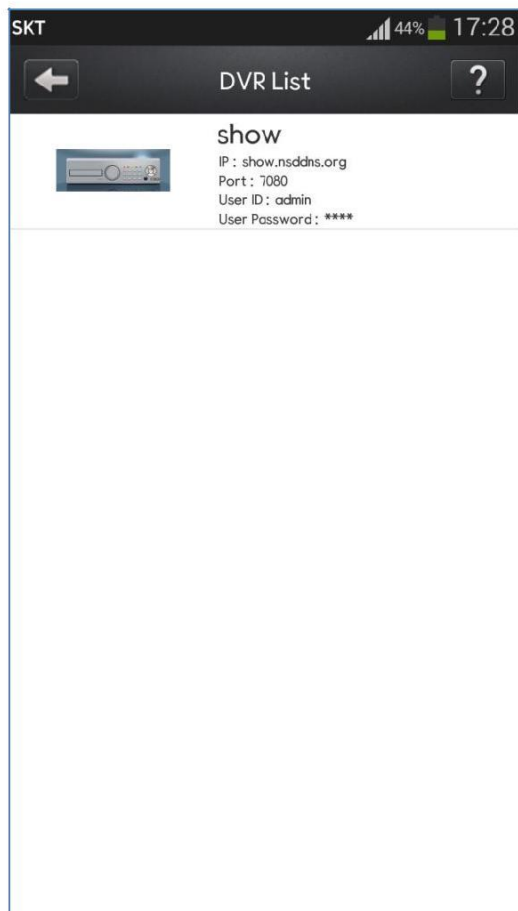 SKT 44% 17:28
DVR List ?
show
IP : show.nsddns.org
Port : 7080
User ID : admin
User Password : ****